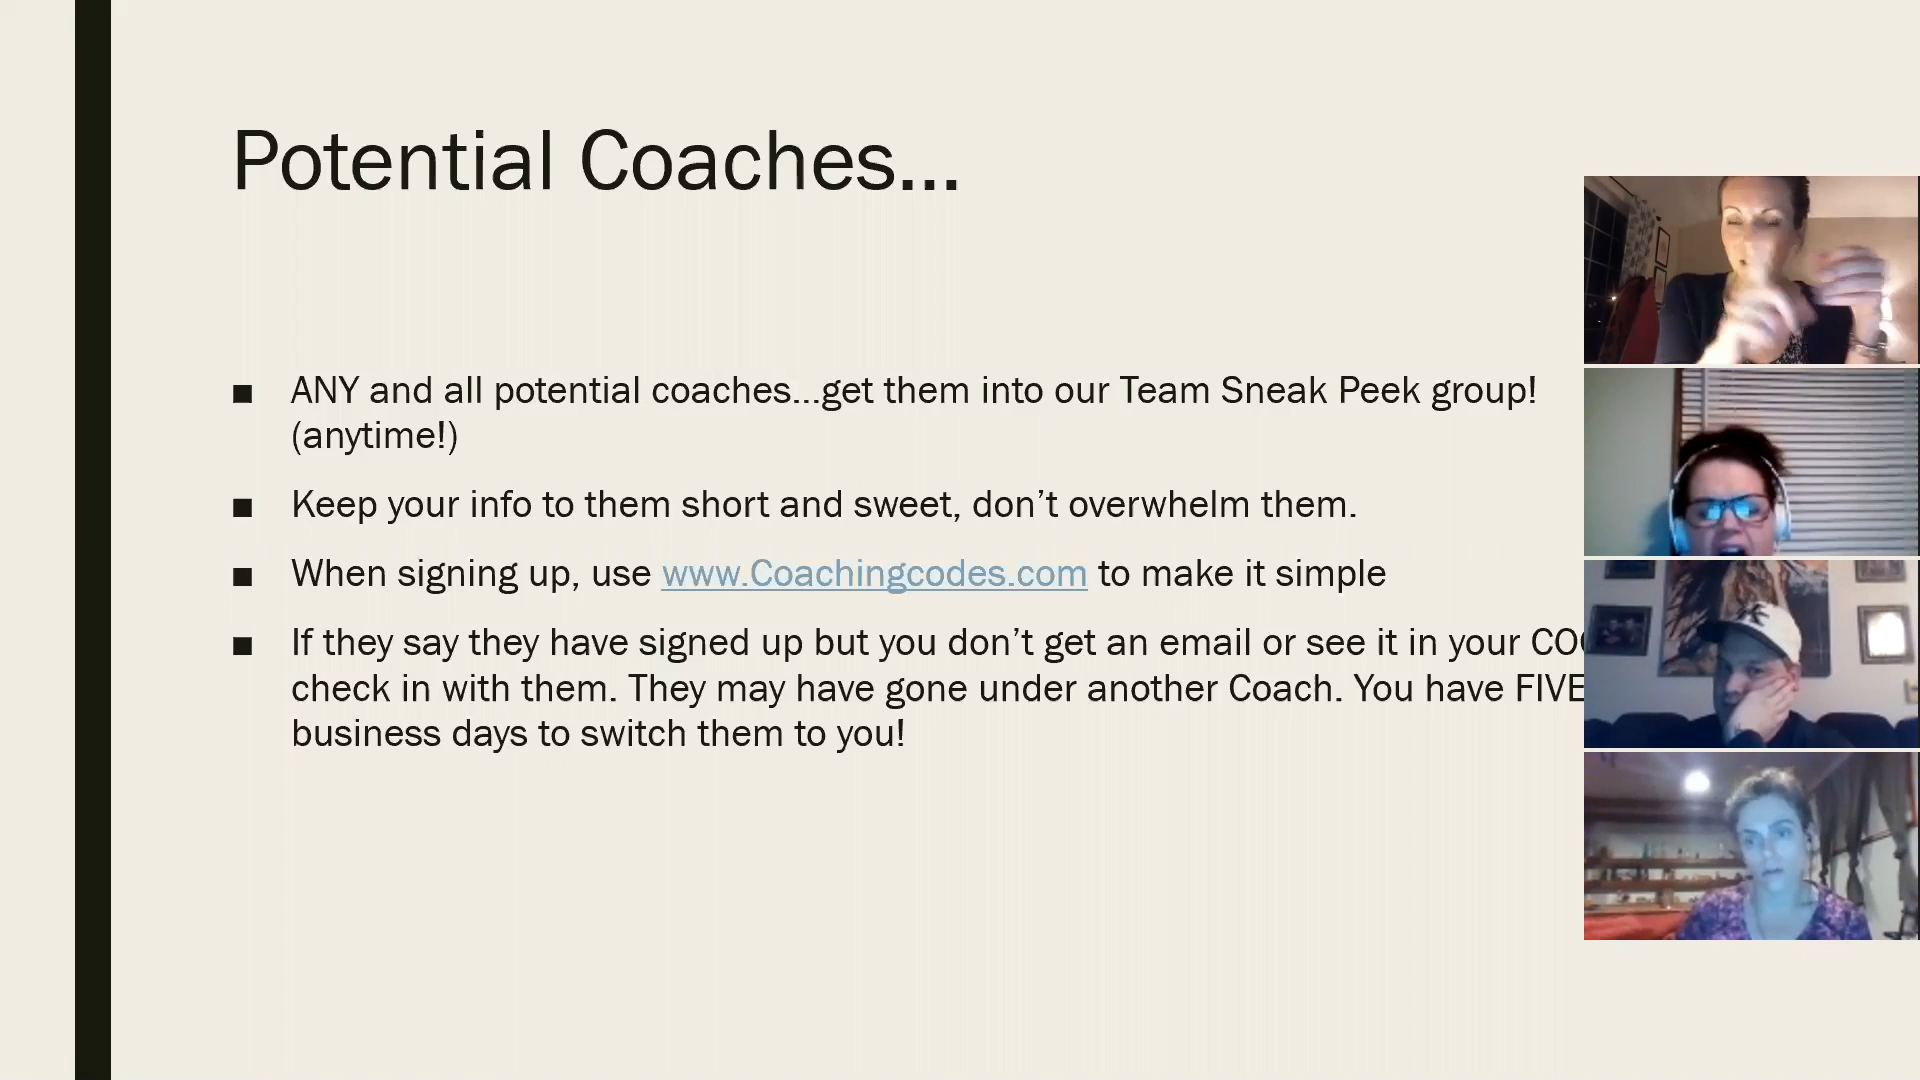 Potential Coaches...
ANY and all potential coaches...get them into our Team Sneak Peek group!
(anytime!)
Keep your info to them short and sweet, don’t overwhelm them.
When signing up, use www.Coachingcodes.com to make it simple
If they say they have signed up but you don’t get an email or see it in your
check in with them. They may have gone under another Coach. You have FIVE
business days to switch them to you!